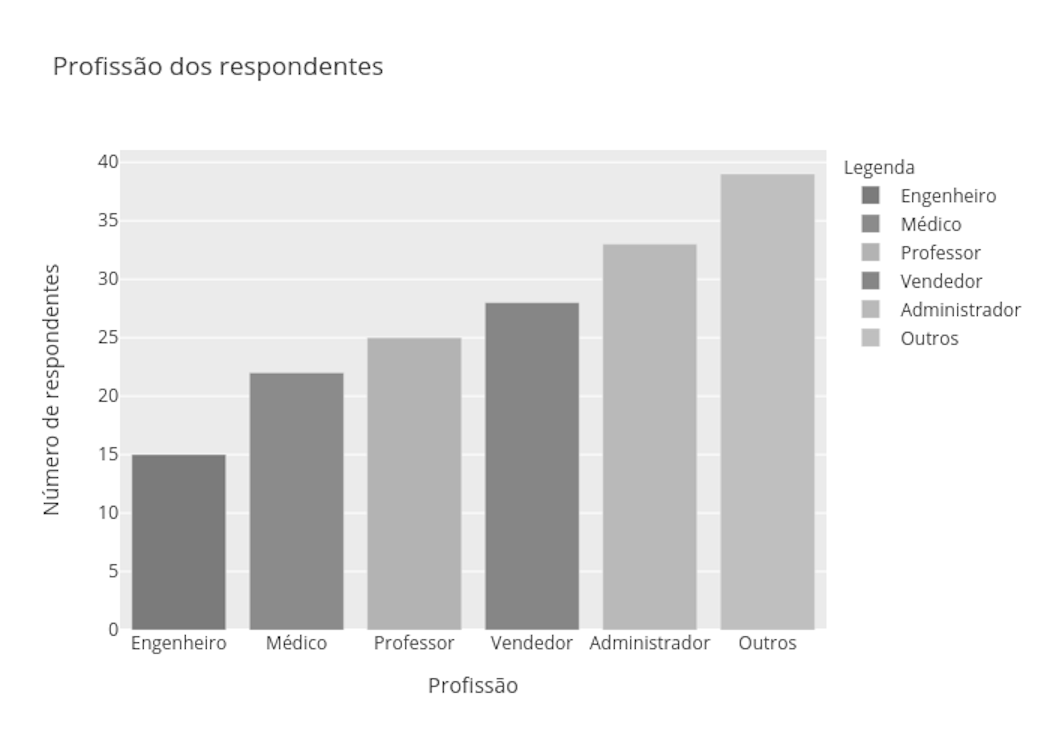 Profissão dos respondentes
40
35
30
25
20
15
10
5
0
Número de respondentes
Engenheiro Médico Professor Vendedor Administrador Outros
Profissão
Legenda
Engenheiro
Médico
Professor
Vendedor
Administrador
Outros